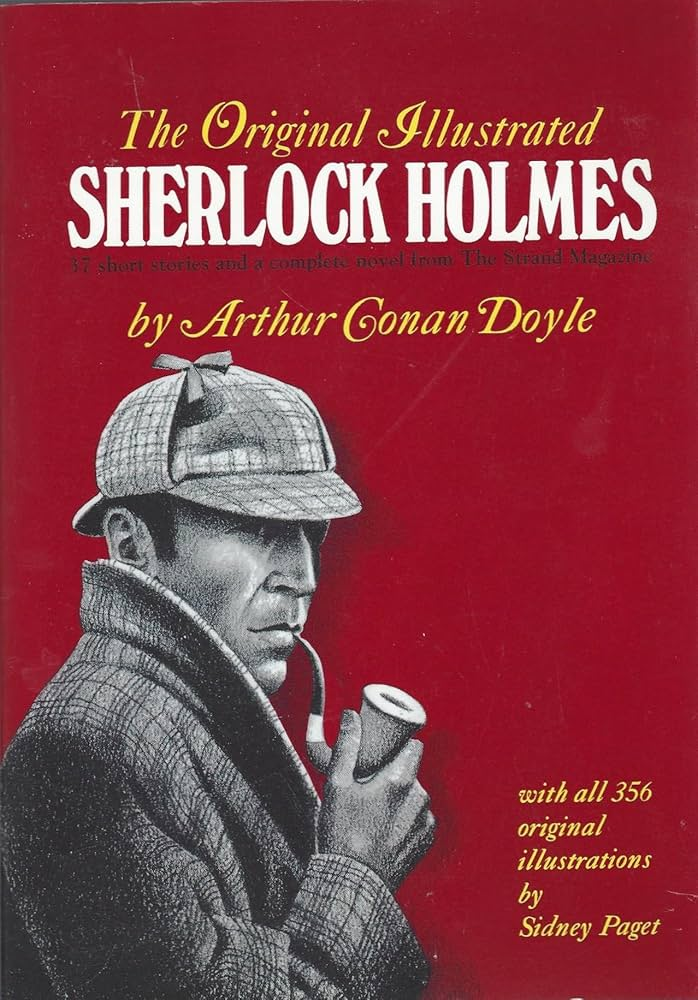 The Original Illustrated
SHERLOCK HOLMES
37 short stories and a complete novel from The Strand Magazine
by Arthur Conan Doyle
with all 356
original
illustrations
by
Sidney Paget